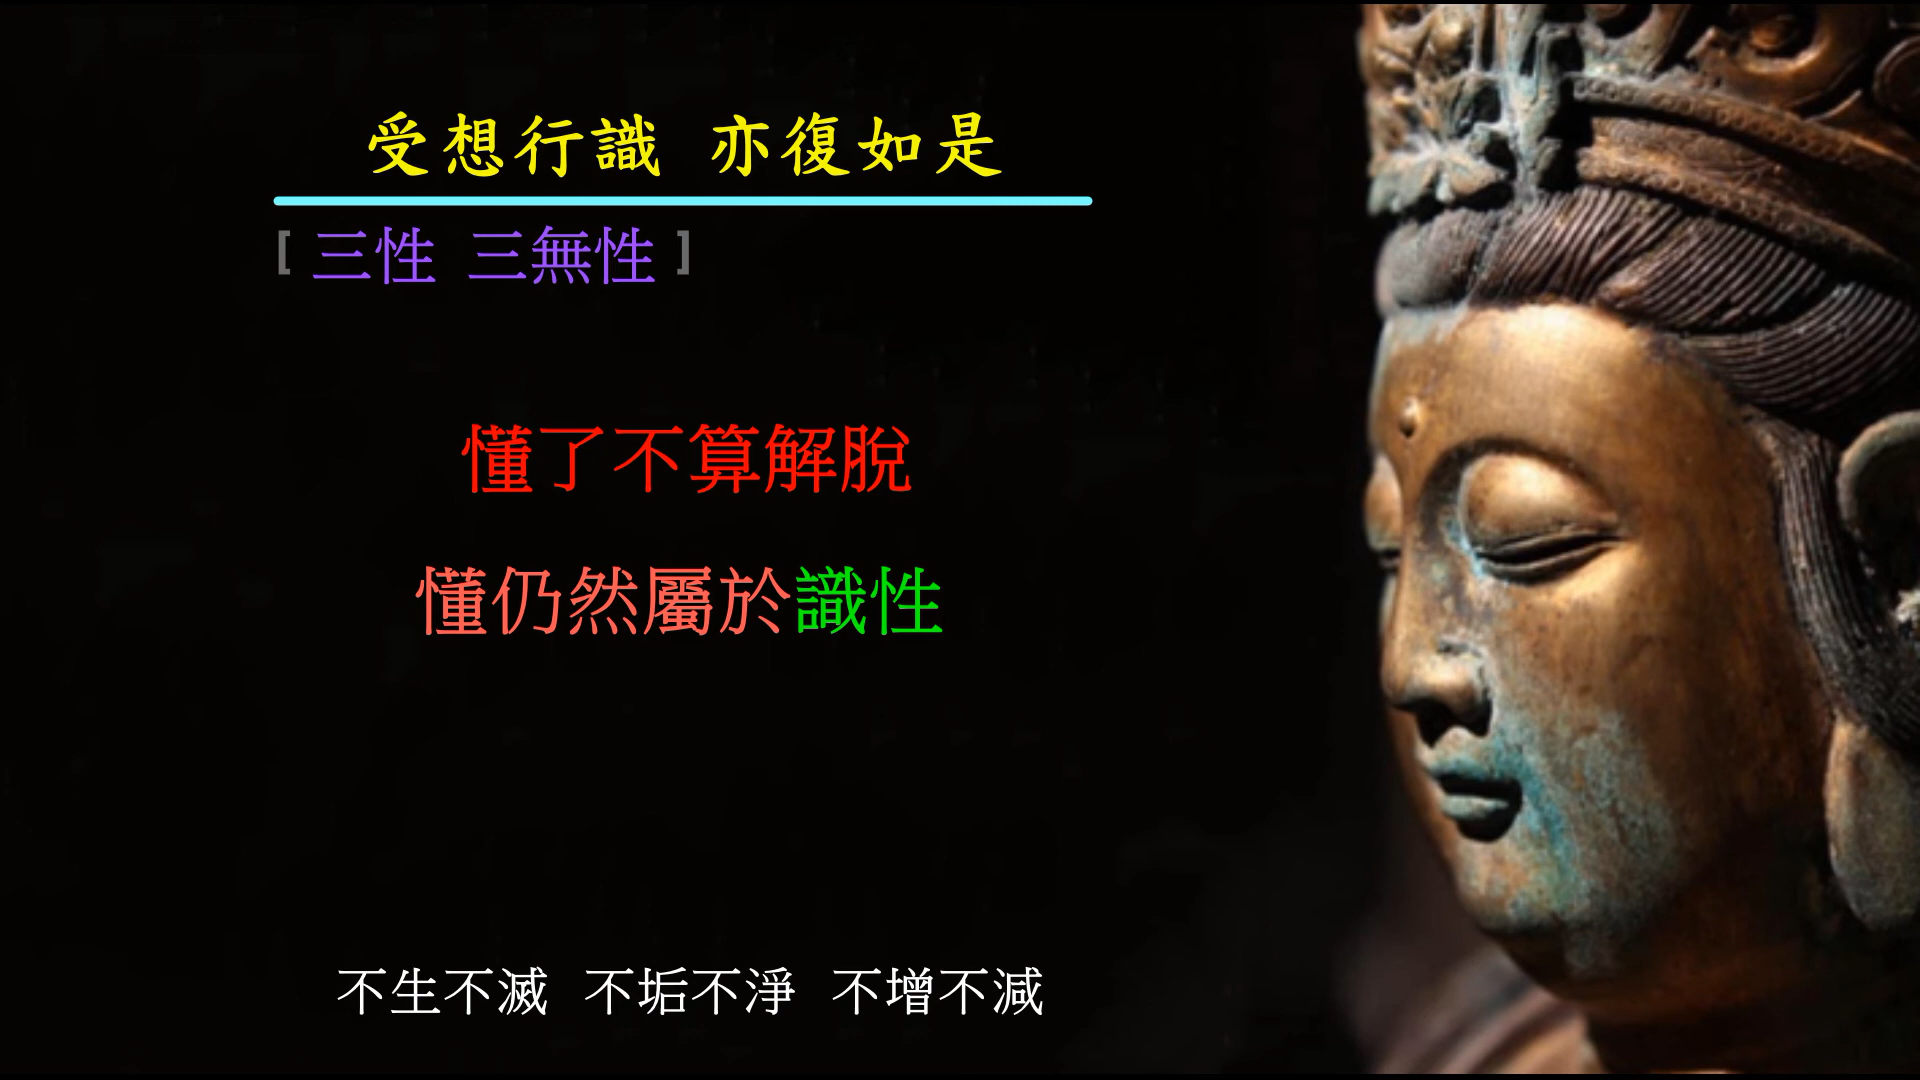 受想行識 亦復如是
[ 三性 三無性 ]
懂了不算解脫
懂仍然屬於識性
不生不滅 不垢不淨 不增不減